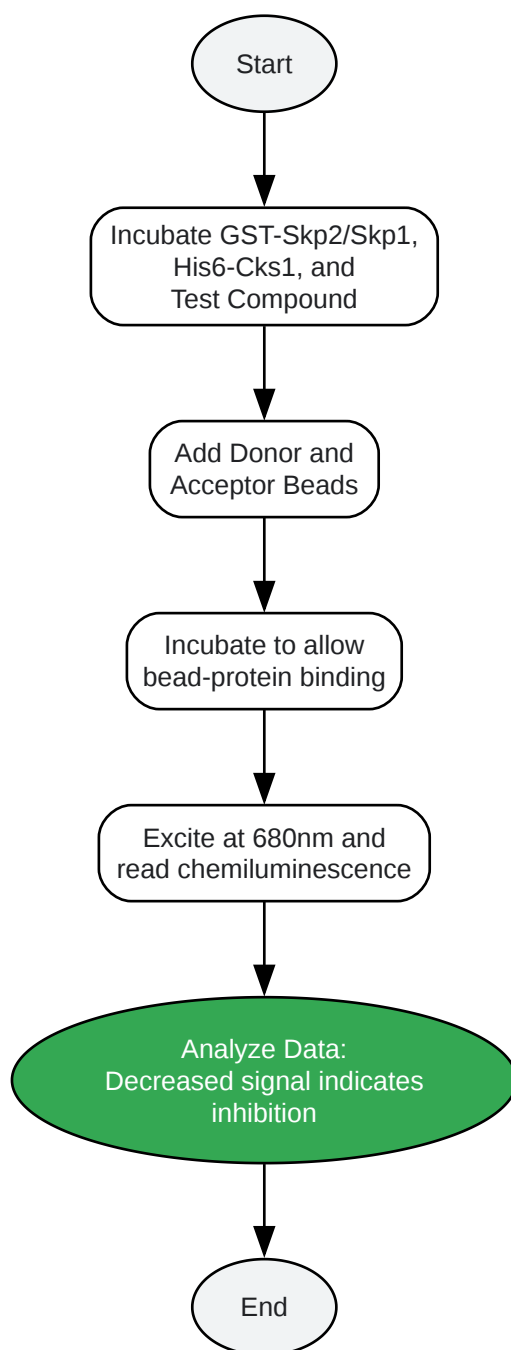 Start
Incubate GST-Skp2/Skp1,
His6-Cks1, and
Test Compound
Add Donor and
Acceptor Beads
Incubate to allow
bead-protein binding
Excite at 680nm and
read chemiluminescence
Analyze Data:
Decreased signal indicates
inhibition
End